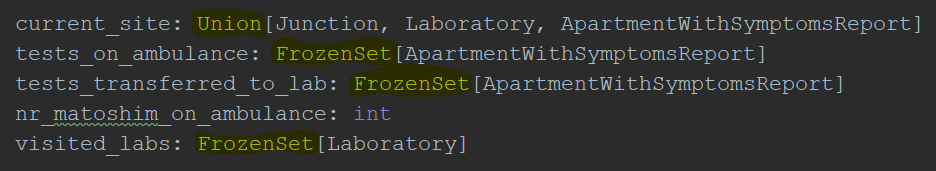 current_site: Union[Junction, Laboratory, ApartmentWithSymptomsReport]
tests_on_ambulance: FrozenSet[ApartmentWithSymptomsReport]
tests_transferred_to_lab: FrozenSet[ApartmentWithSymptomsReport]
nr_matoshim_on_ambulance: int
visited_labs: FrozenSet[Laboratory]